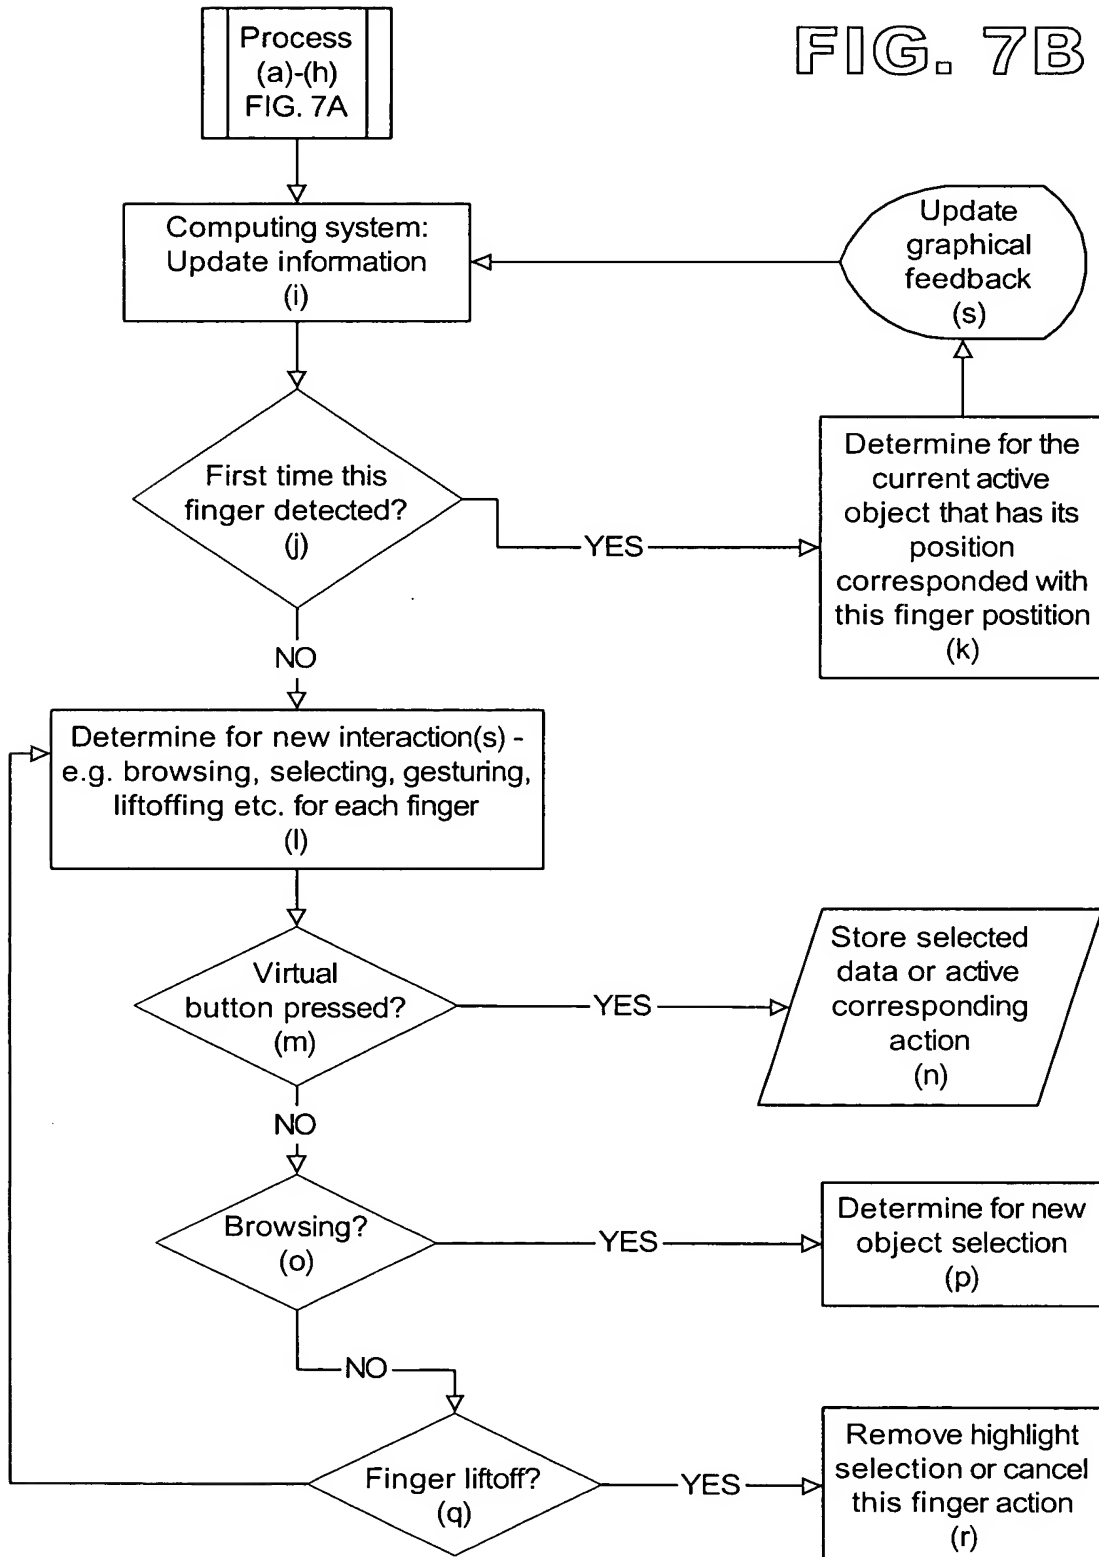 FIG. 7B
Process
(a)-(h)
FIG. 7A
Computing system:
Update information
(i)
Update
graphical
feedback
(s)
First time this
finger detected?
(j)
YES
Determine for the
current active
object that has its
position
corresponded with
this finger postition
(k)
NO
Determine for new interaction(s) -
e.g. browsing, selecting, gesturing,
liftoffing etc. for each finger
(l)
Virtual
button pressed?
(m)
YES
Store selected
data or active
corresponding
action
(n)
NO
Browsing?
(o)
YES
Determine for new
object selection
(p)
NO
Finger liftoff?
(q)
YES
Remove highlight
selection or cancel
this finger action
(r)